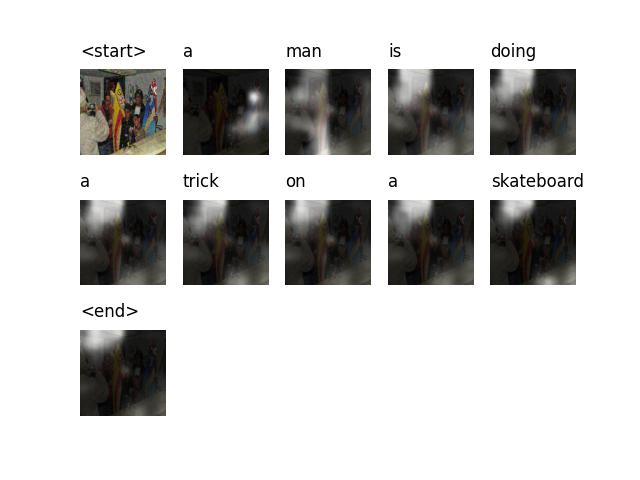 <start> a man is doing
a trick on a skateboard
<end>